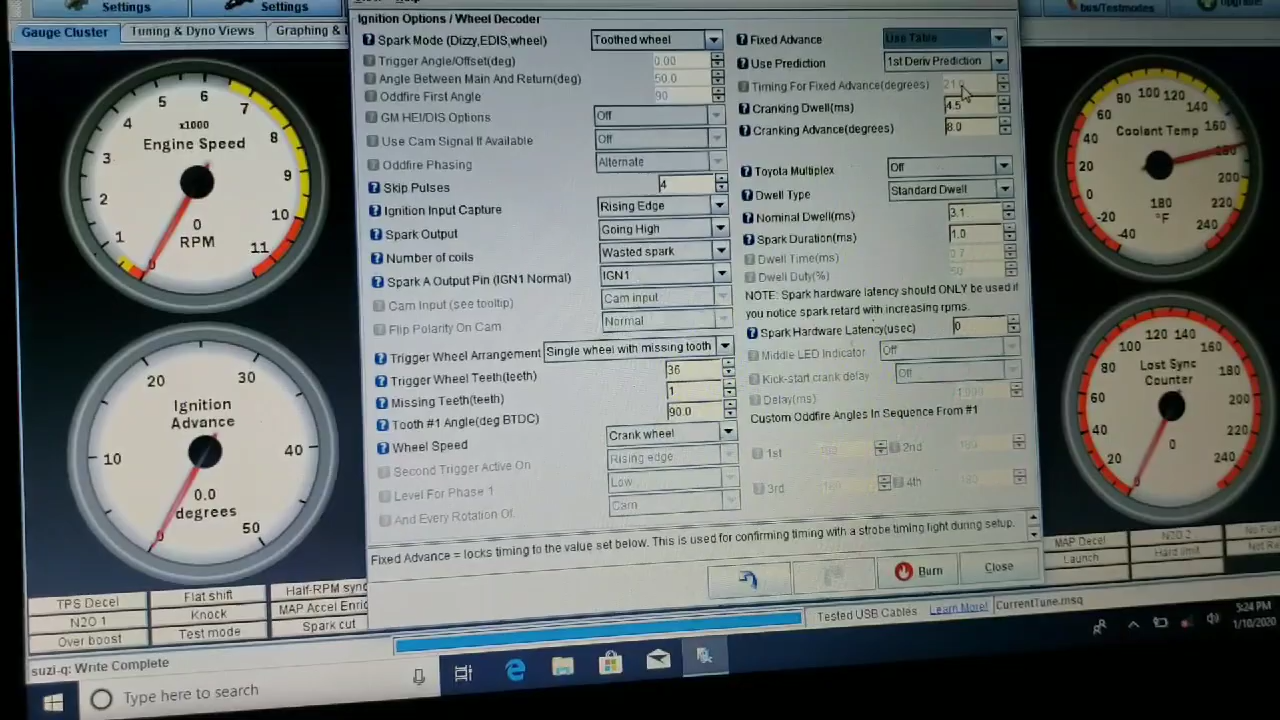 Settings
Settings
bus/Testmodes
Gauge Cluster
Tuning & Dyno Views
Ignition Options / Wheel Decoder
Spark Mode (Dizzy,EDIS,wheel)
Toothed wheel
Trigger Angle/Offset(deg)
0.00
Angle Between Main And Return(deg)
50.0
Oddfire First Angle
90
GM HEI/DIS Options
Off
Use Cam Signal If Available
Off
Oddfire Phasing
Alternate
Skip Pulses
4
Ignition Input Capture
Rising Edge
Spark Output
Going High
Number of coils
Wasted spark
Spark A Output Pin (IGN1 Normal)
IGN1
Cam Input (see tooltip)
Cam input
Flip Polarity On Cam
Normal
Trigger Wheel Arrangement
Single wheel with missing tooth
Trigger Wheel Teeth(teeth)
36
Missing Teeth(teeth)
1
Tooth #1 Angle(deg BTDC)
90.0
Wheel Speed
Crank wheel
Second Trigger Active On
Rising edge
Level For Phase 1
Low
And Every Rotation Of
Cam
Fixed Advance
Use Table
Use Prediction
1st Deriv Prediction
Timing For Fixed Advance(degrees)
Cranking Dwell(ms)
4.5
Cranking Advance(degrees)
8.0
Toyota Multiplex
Off
Dwell Type
Standard Dwell
Nominal Dwell(ms)
3.1
Spark Duration(ms)
1.0
Dwell Time(ms)
0.7
Dwell Duty(%)
50
NOTE: Spark hardware latency should ONLY be used if
you notice spark retard with increasing rpms.
Spark Hardware Latency(usec)
0
Middle LED Indicator
Off
Kick-start crank delay
Off
Delay(ms)
Custom Oddfire Angles In Sequence From #1
1st
2nd
3rd
4th
Fixed Advance = locks timing to the value set below. This is used for confirming timing with a strobe timing light during setup.
Burn
Close
1 2 3 4 5 6 7 8 9 10 11
x1000
Engine Speed
0
RPM
0 10 20 30 40 50
Ignition
Advance
0.0
degrees
-40 -20 0 20 40 60 80 100 120 140 160 200 220 240
Coolant Temp
180
°F
0 20 40 60 80 100 120 140 160 180 200 220 240
Lost Sync
Counter
0
TPS Decel
Flat shift
Half-RPM sync
N2O 1
Knock
MAP Accel Enric
Over boost
Test mode
Spark cut
MAP Decel
N2O 2
Launch
Hard limit
Tested USB Cables
Learn More!
CurrentTune.msq
suzi-q: Write Complete
Type here to search
5:24 PM
1/10/2020